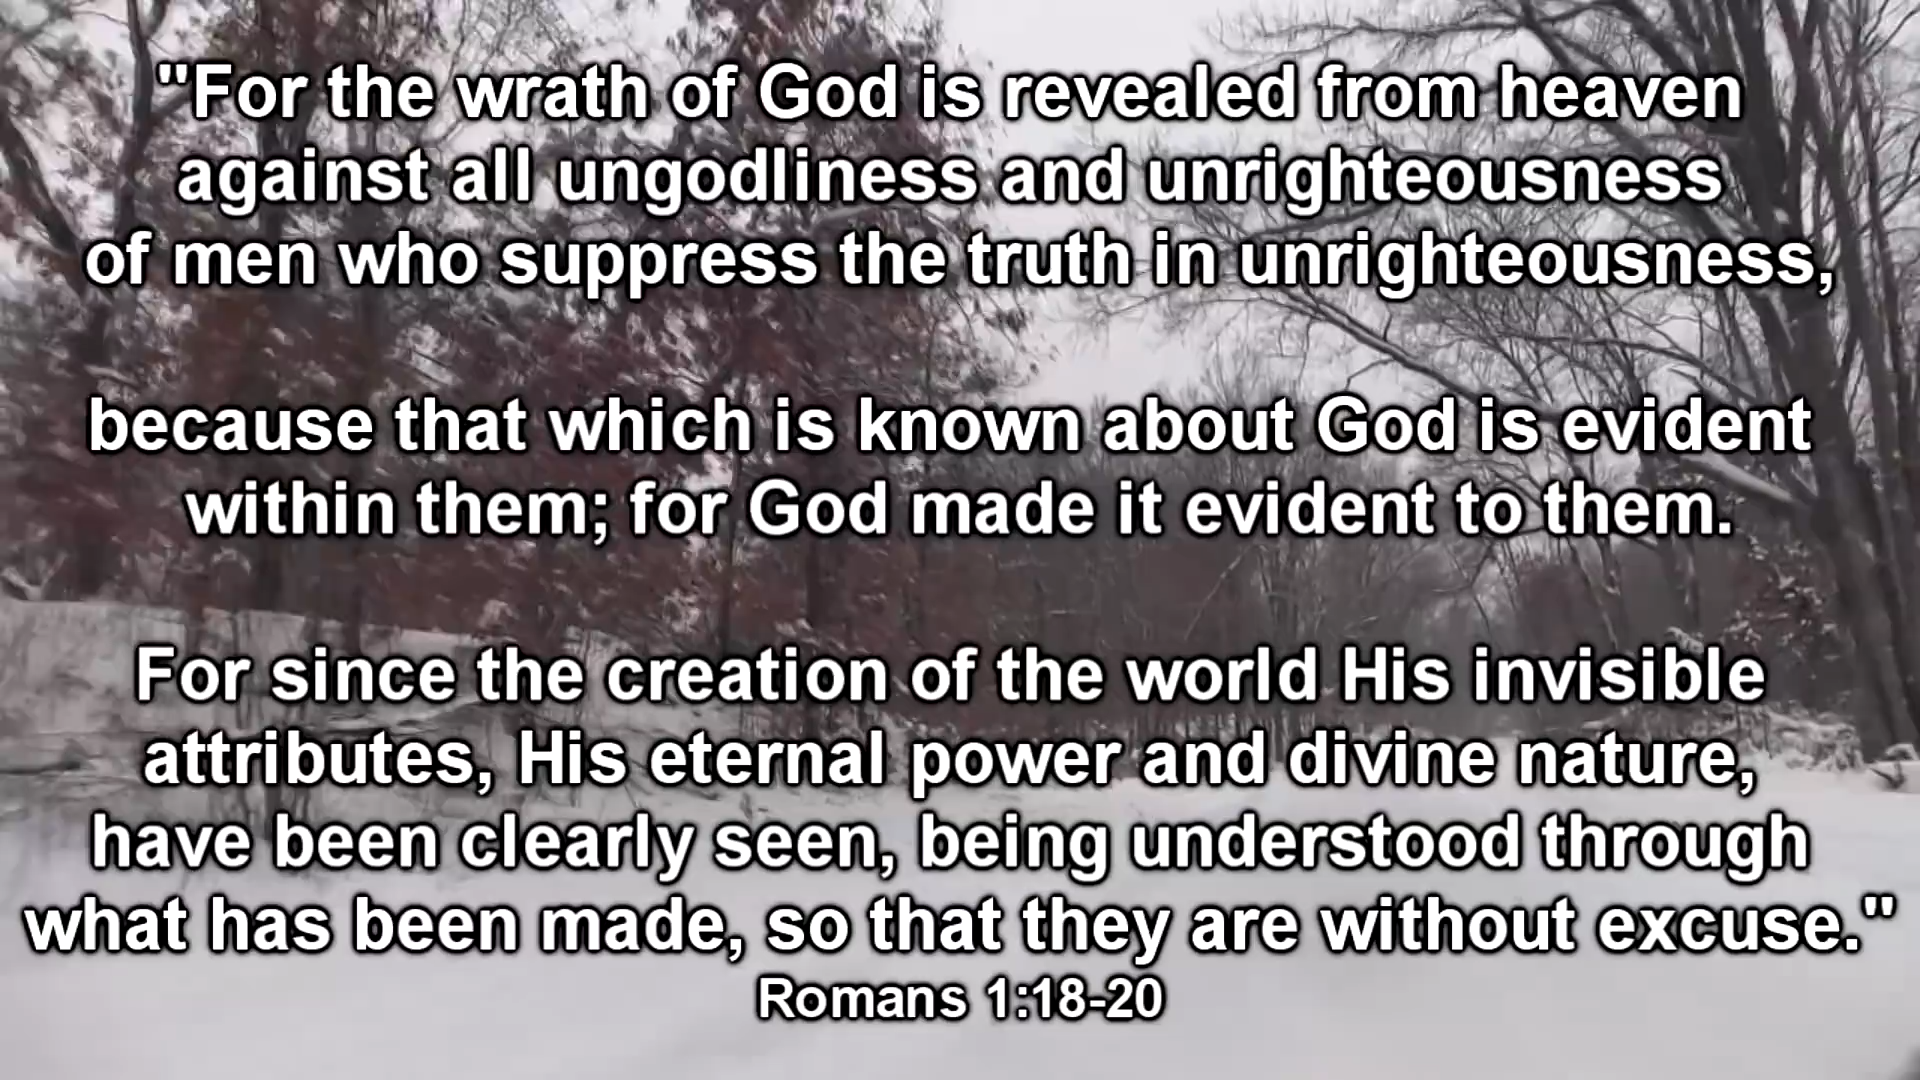 "For the wrath of God is revealed from heaven
against all ungodliness and unrighteousness
of men who suppress the truth in unrighteousness,
because that which is known about God is evident
within them; for God made it evident to them.
For since the creation of the world His invisible
attributes, His eternal power and divine nature,
have been clearly seen, being understood through
what has been made, so that they are without excuse."
Romans 1:18-20